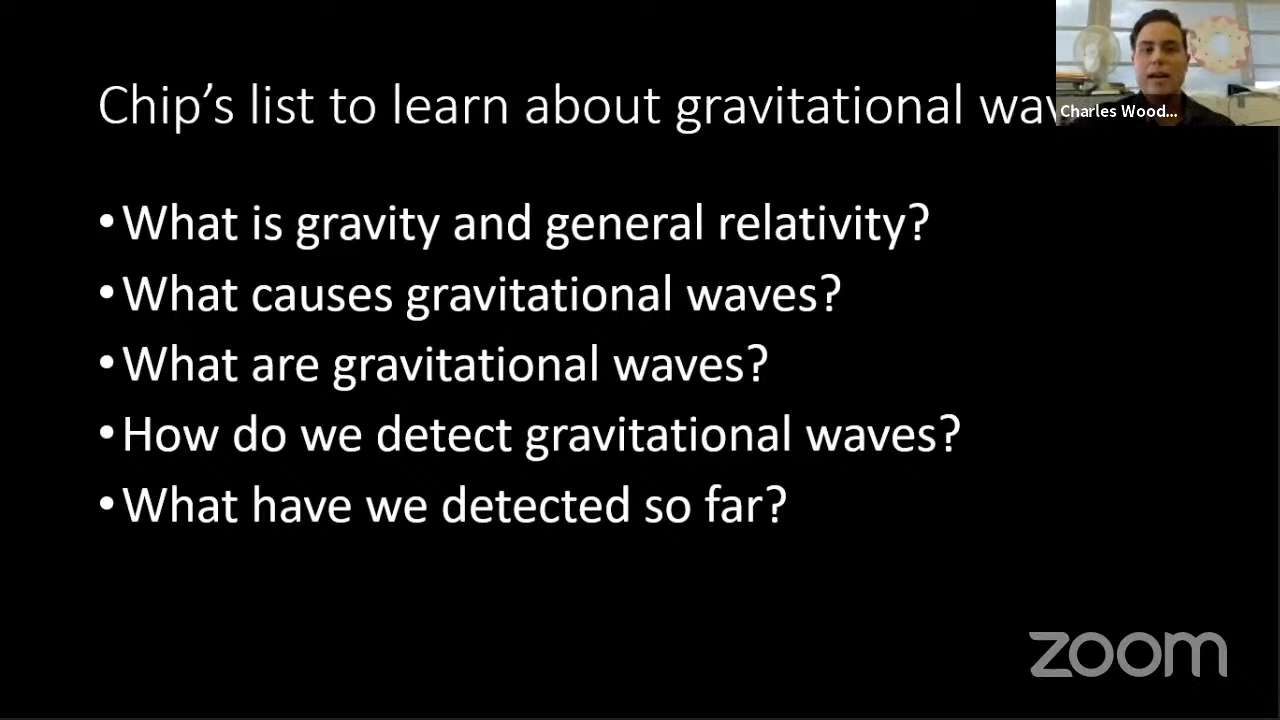 Chip's list to learn about gravitational wav
Charles Wood...
•What is gravity and general relativity?
•What causes gravitational waves?
•What are gravitational waves?
•How do we detect gravitational waves?
•What have we detected so far?
zoom